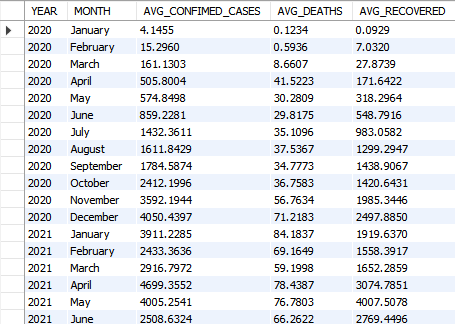 YEAR MONTH AVG_CONFIMED_CASES AVG_DEATHS AVG_RECOVERED
2020 January 4.1455 0.1234 0.0929
2020 February 15.2960 0.5936 7.0320
2020 March 161.1303 8.6607 27.8739
2020 April 505.8004 41.5223 171.6422
2020 May 574.8498 30.2809 318.2964
2020 June 859.2281 29.8175 548.7916
2020 July 1432.3611 35.1096 983.0582
2020 August 1611.8429 37.5367 1299.2947
2020 September 1784.5874 34.7773 1438.9067
2020 October 2412.1996 36.7583 1420.6431
2020 November 3592.1944 56.7634 1985.3446
2020 December 4050.4397 71.2183 2497.8850
2021 January 3911.2285 84.1837 1919.6370
2021 February 2433.3636 69.1649 1558.3917
2021 March 2916.7972 59.1998 1652.2859
2021 April 4699.3552 78.4387 3074.7851
2021 May 4005.2541 76.7803 4007.5078
2021 June 2508.6324 66.2622 2769.4496